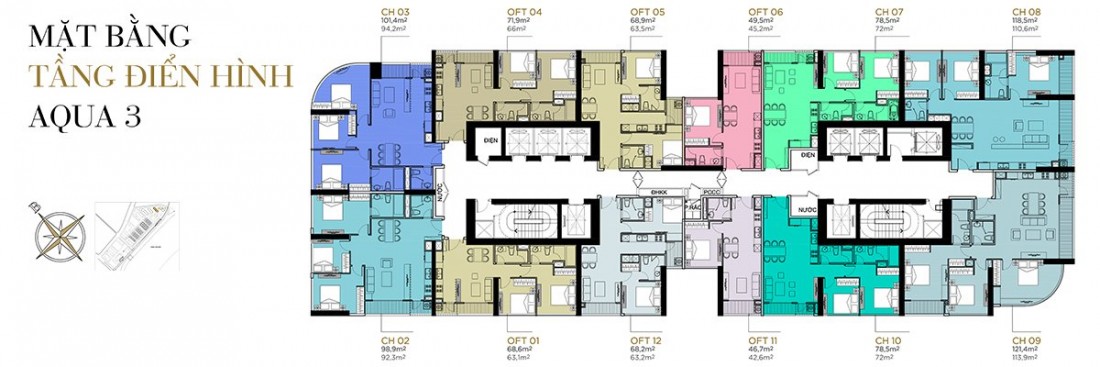 MẶT BẰNG
TẦNG ĐIỂN HÌNH
AQUA 3
CH 03
101,4m²
94,2m²
OFT 04
71,9m²
66m²
OFT 05
68,9m²
63,5m²
OFT 06
49,5m²
45,2m²
CH 07
78,5m²
72m²
CH 08
118,5m²
110,6m²
ĐIỆN
ĐIỆN
NƯỚC
ĐHKK
PCCC
P.RÁC
NƯỚC
CH 02
98,9m²
92,3m²
OFT 01
68,6m²
63,1m²
OFT 12
68,2m²
63,2m²
OFT 11
46,7m²
42,6m²
CH 10
78,5m²
72m²
CH 09
121,4m²
113,9m²